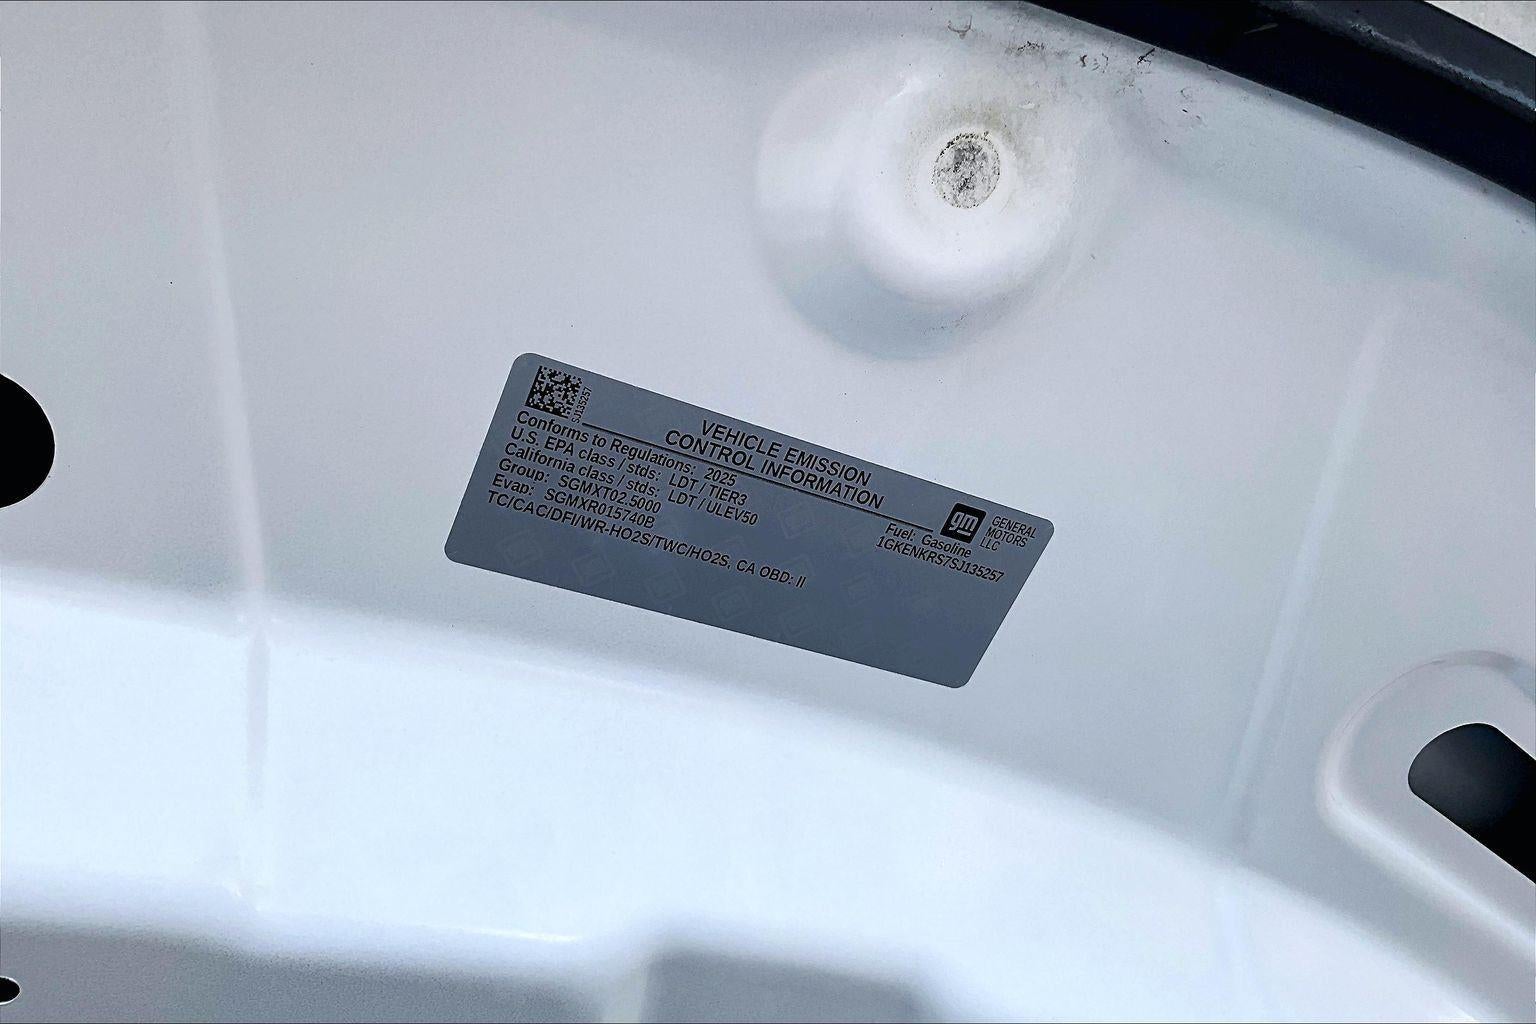 SJ135257
VEHICLE EMISSION
CONTROL INFORMATION
Conforms to Regulations: 2025
U.S. EPA class / stds: LDT / TIER3
California class / stds: LDT / ULEV50
Group: SGMXT02.5000
Evap: SGMXR015740B
TC/CAC/DFI/WR-HO2S/TWC/HO2S, CA OBD: II
gm
GENERAL
MOTORS
LLC
Fuel: Gasoline
1GKENKRS7SJ135257